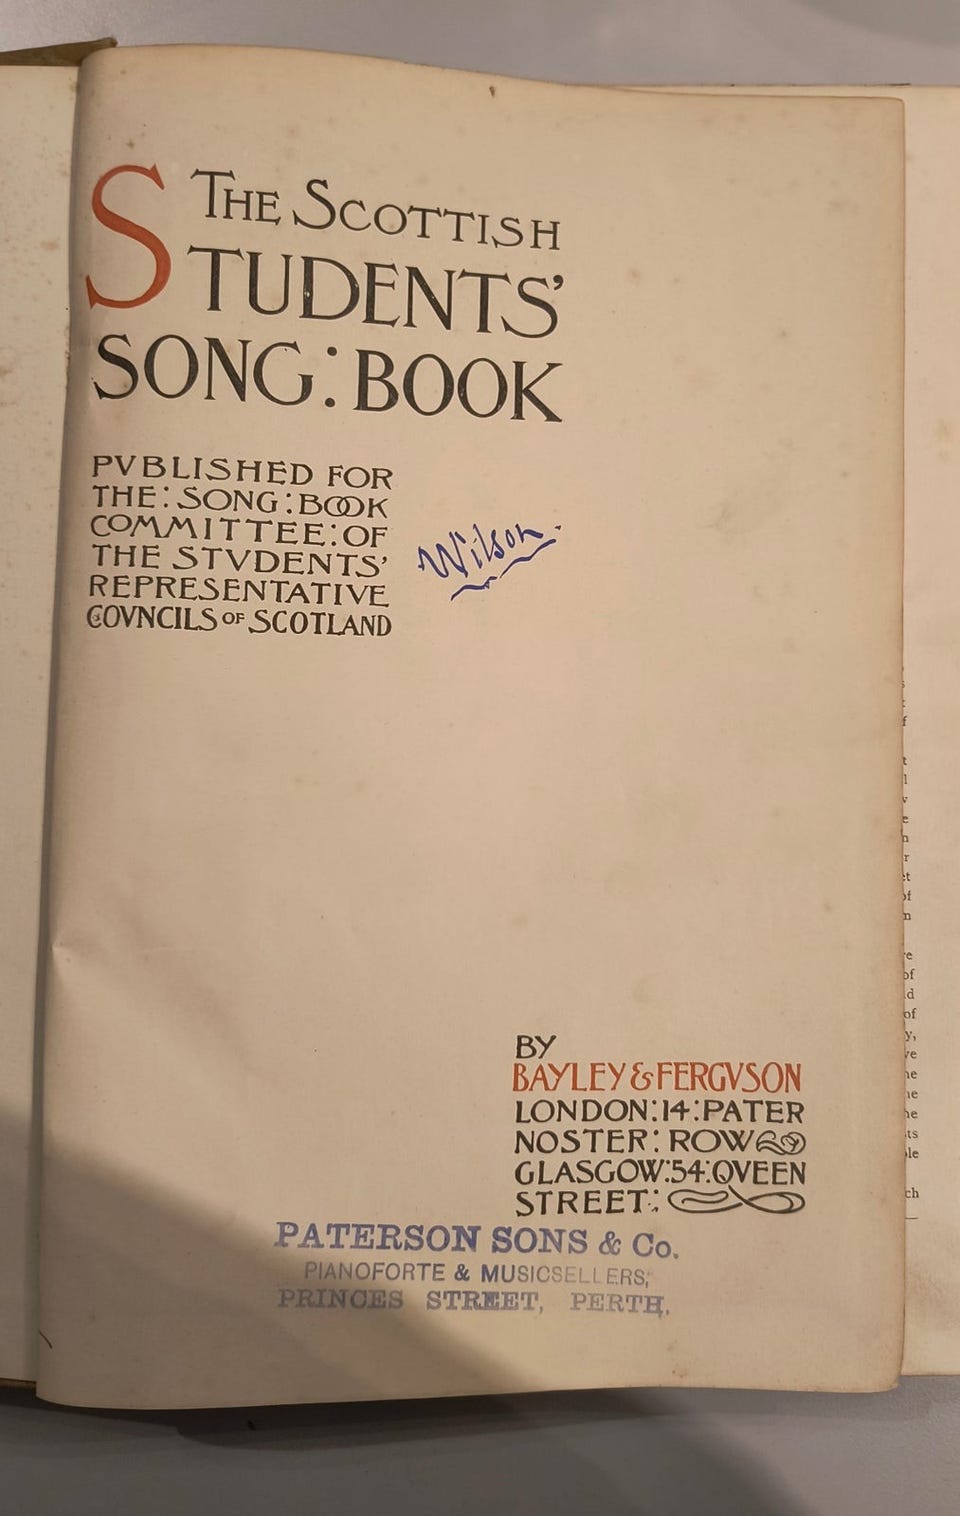 THE SCOTTISH
STUDENTS'
SONG : BOOK
PVBLISHED FOR
THE : SONG : BOOK
COMMITTEE : OF
THE STVDENTS'
REPRESENTATIVE
COVNCILS OF SCOTLAND
Wilson.
BY
BAYLEY & FERGVSON
LONDON : 14 : PATER
NOSTER : ROW
GLASGOW : 54 : QVEEN
STREET :
PATERSON SONS & Co.
PIANOFORTE & MUSICSELLERS,
PRINCES STREET, PERTH.